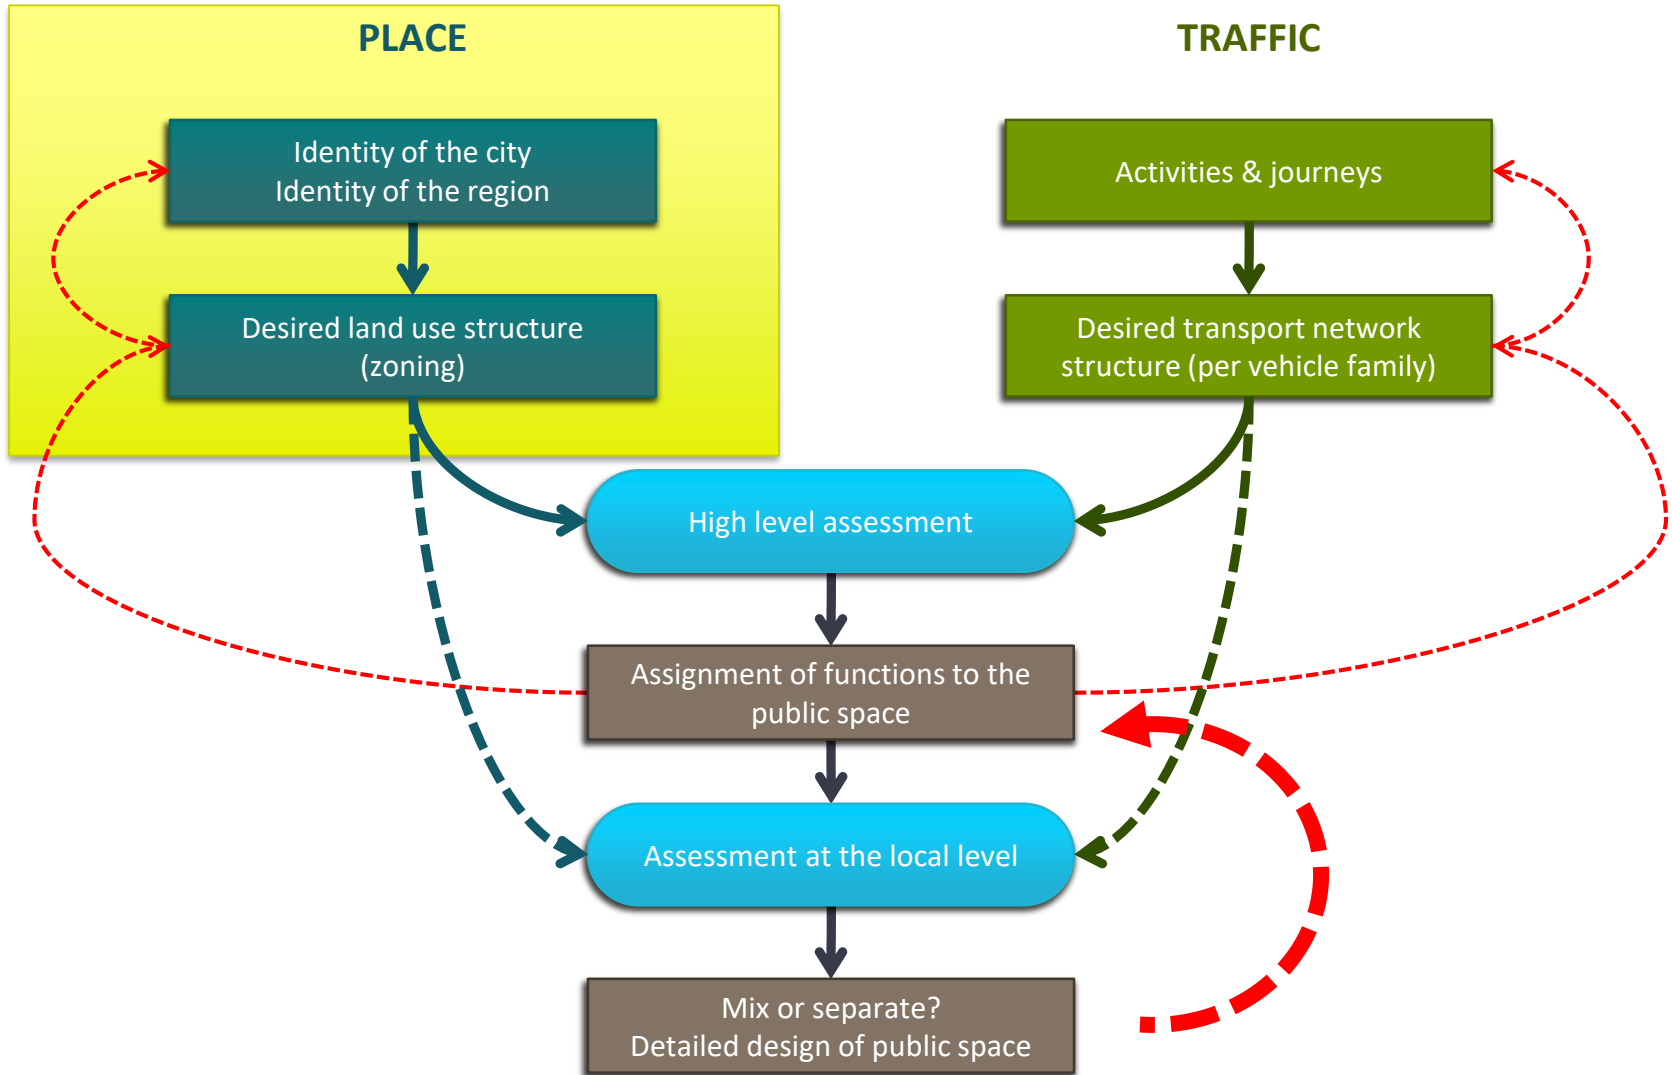 PLACE
TRAFFIC
Identity of the city
Identity of the region
Activities & journeys
Desired land use structure
(zoning)
Desired transport network
structure (per vehicle family)
High level assessment
Assignment of functions to the
public space
Assessment at the local level
Mix or separate?
Detailed design of public space